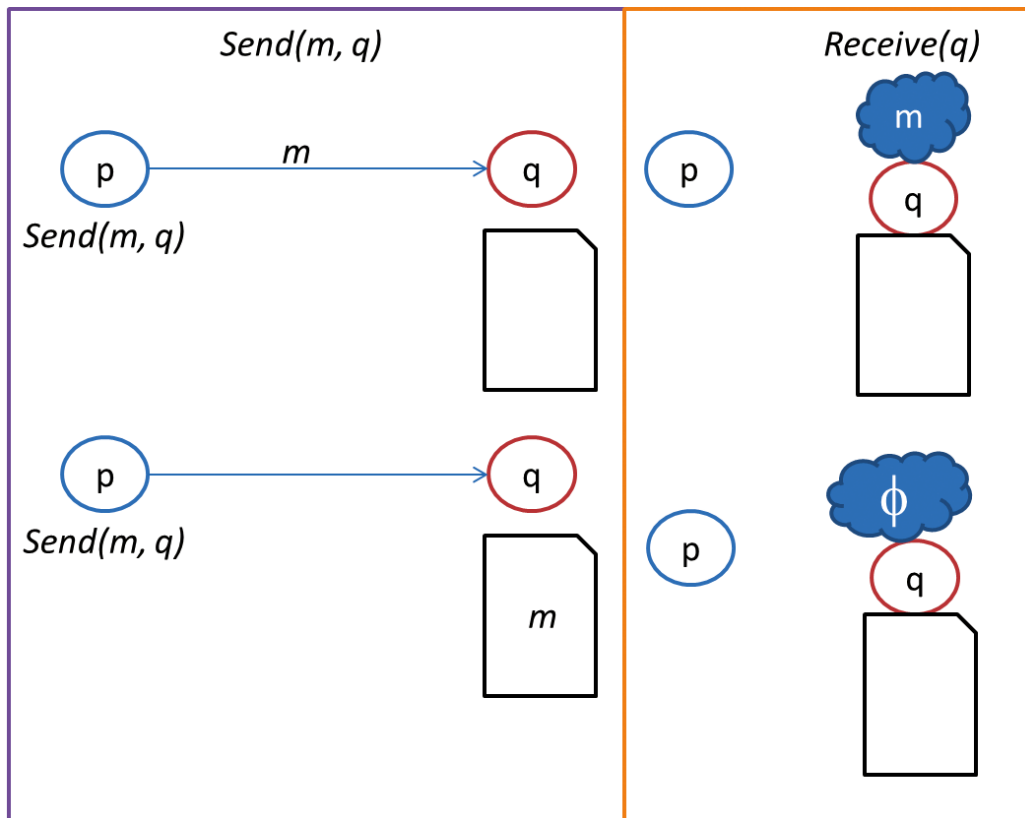 Send(m, q)
p
m
q
Send(m, q)
p
q
Send(m, q)
m
Receive(q)
m
p
q
ϕ
p
q